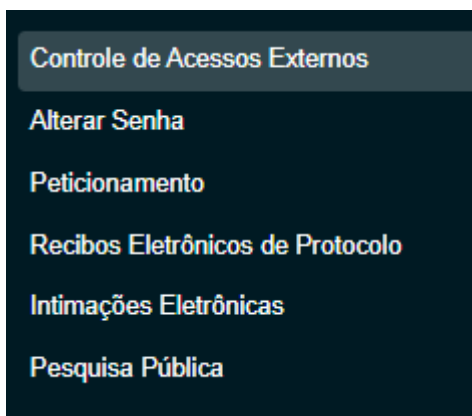 Controle de Acessos Externos
Alterar Senha
Peticionamento
Recibos Eletrônicos de Protocolo
Intimações Eletrônicas
Pesquisa Pública